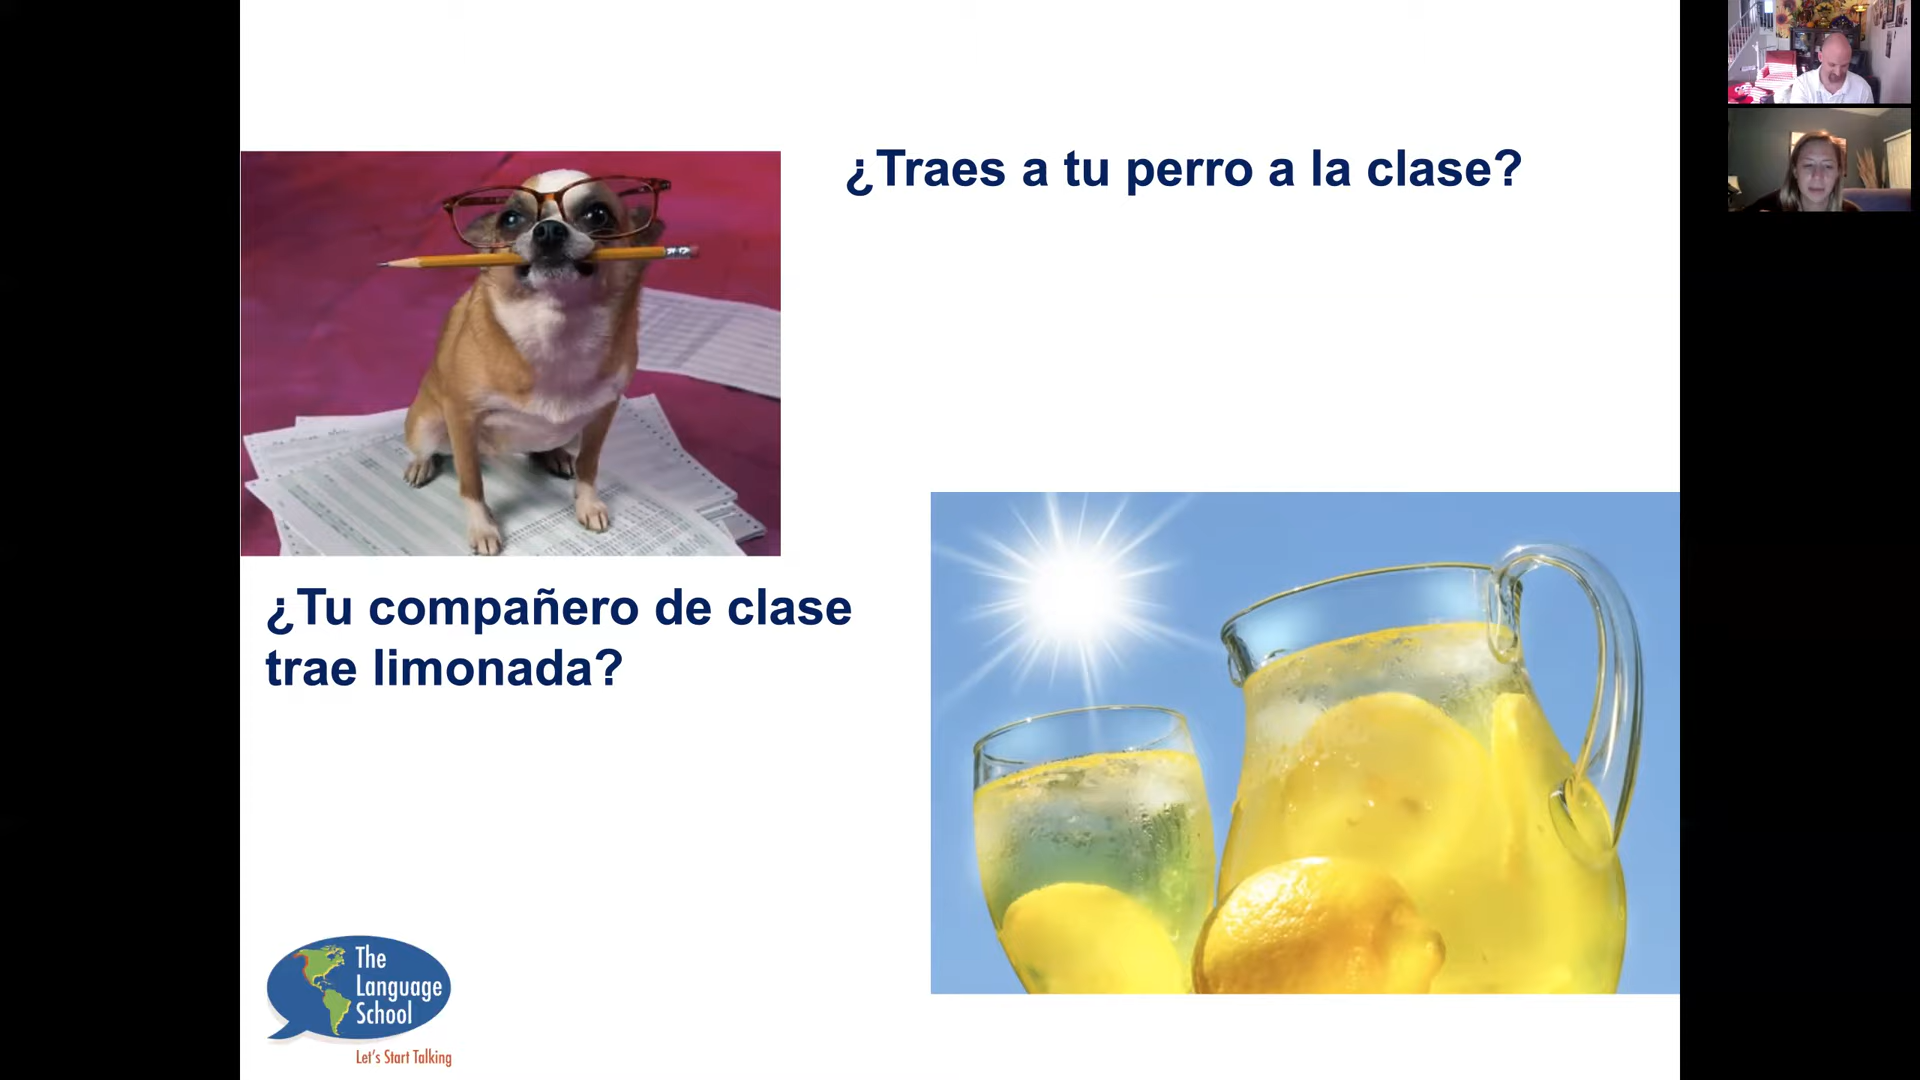 ¿Traes a tu perro a la clase?
¿Tu compañero de clase
trae limonada?
The
Language
School
Let's Start Talking